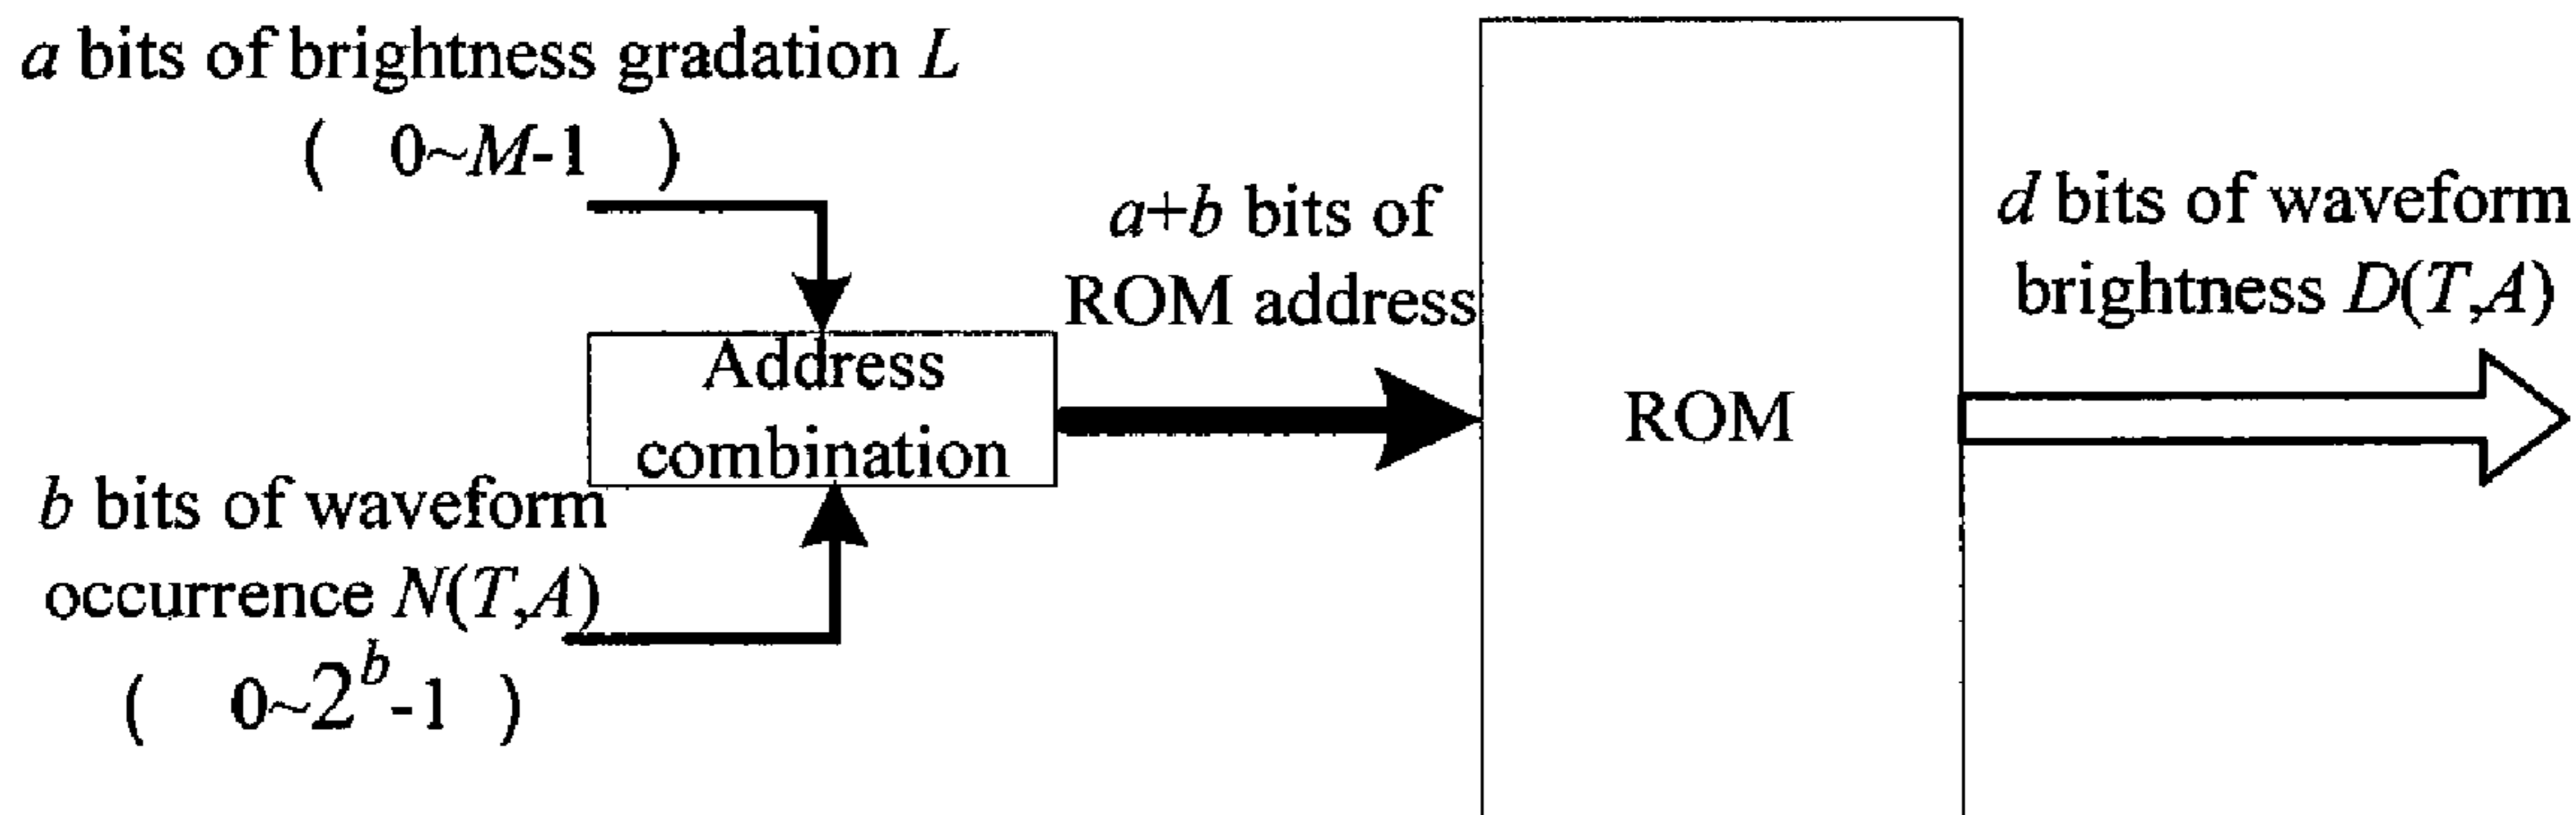 a bits of brightness gradation L
( 0~M-1 )
a+b bits of
ROM address
d bits of waveform
brightness D(T,A)
Address
combination
ROM
b bits of waveform
occurrence N(T,A)
( 0~2^b-1 )